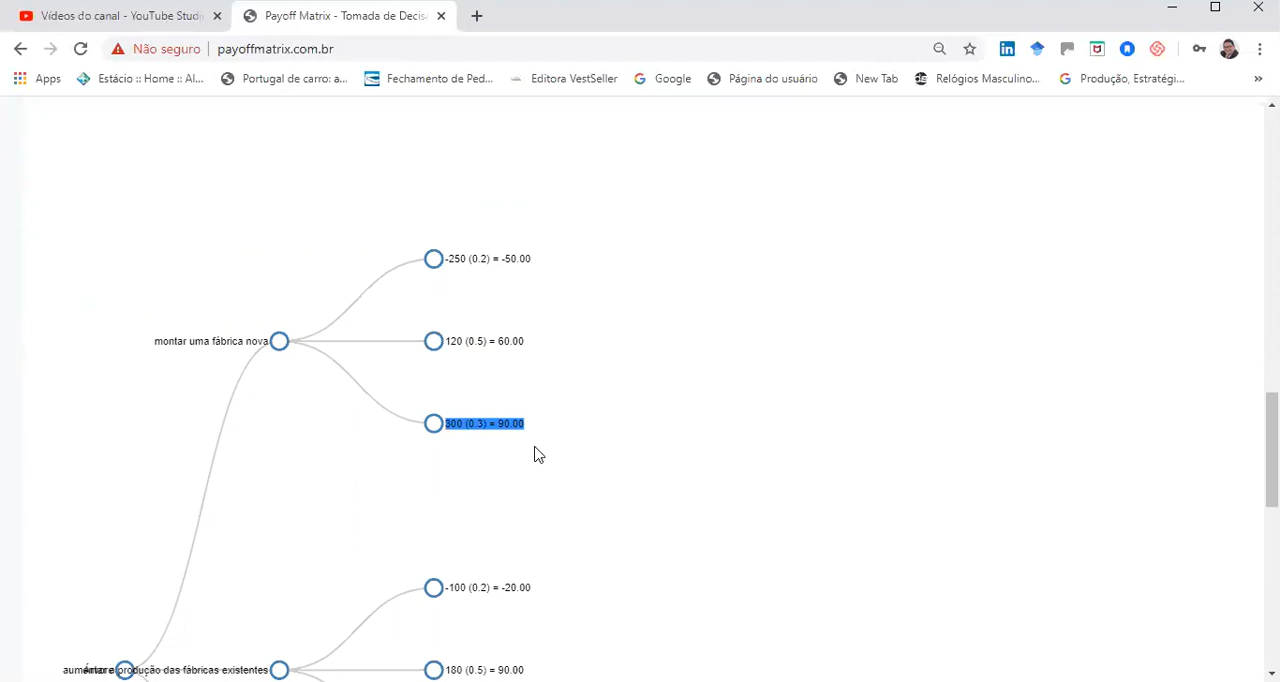 Vídeos do canal - YouTube Studi
Payoff Matrix - Tomada de Decis
Não seguro
payoffmatrix.com.br
Apps
Estácio :: Home :: Al...
Portugal de carro: a...
Fechamento de Ped...
Editora VestSeller
Google
Página do usuário
New Tab
Relógios Masculino...
Produção, Estratégi...
»
-250 (0.2) = -50.00
montar uma fábrica nova
120 (0.5) = 60.00
300 (0.3) = 90.00
-100 (0.2) = -20.00
produção das fábricas existentes
180 (0.5) = 90.00